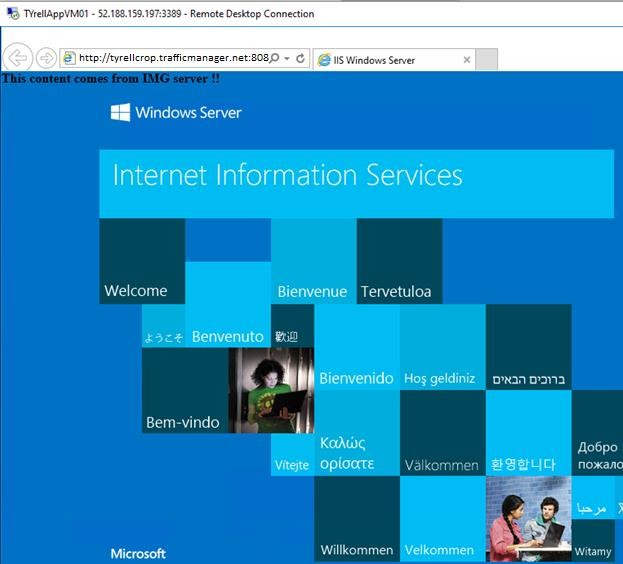 TYrellAppVM01 - 52.188.159.197:3389 - Remote Desktop Connection
http://tyrellcrop.trafficmanager.net:808
IIS Windows Server
This content comes from IMG server !!
Windows Server
Internet Information Services
Welcome
Bienvenue
Tervetuloa
ようこそ
Benvenuto
歡迎
Bienvenido
Hoş geldiniz
ברוכים הבאים
Bem-vindo
Vítejte
Καλώς
ορίσατε
Välkommen
환영합니다
Добро
пожало
Microsoft
Willkommen
Velkommen
مرحبا
Witamy